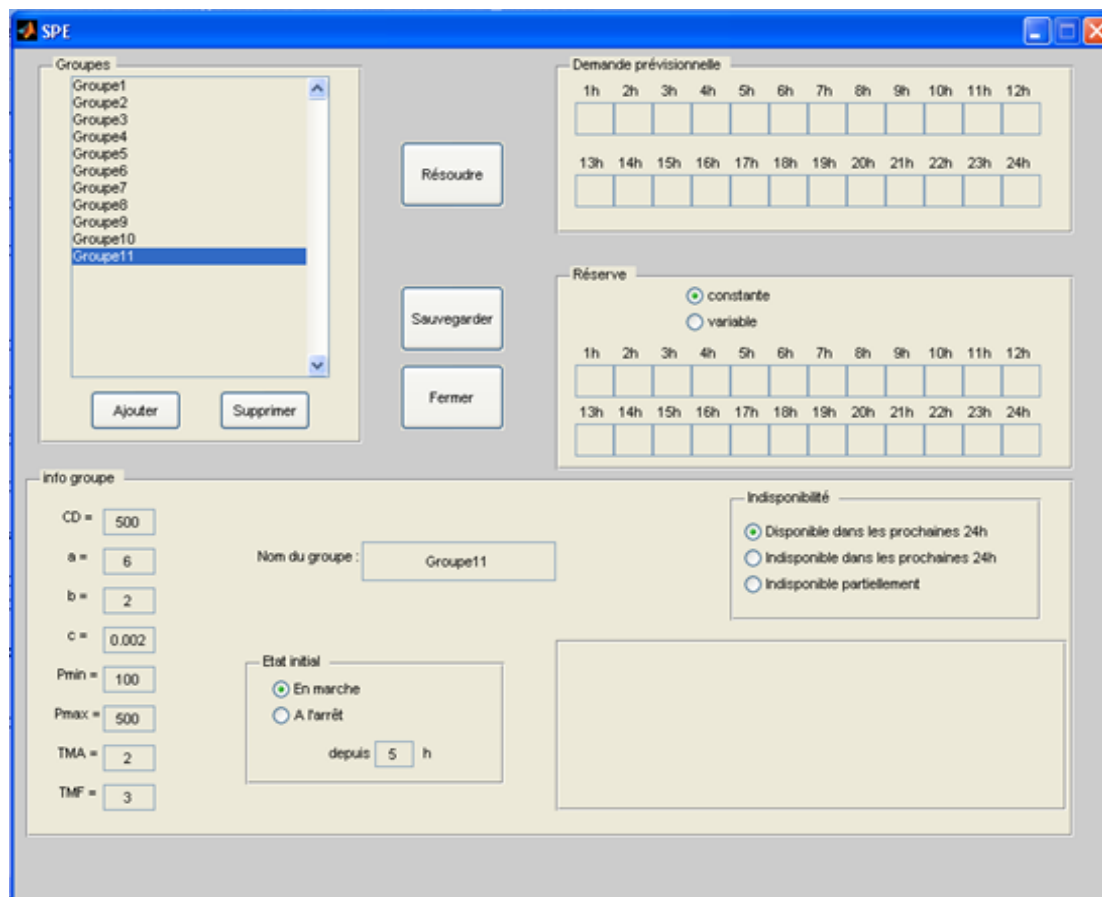 SPE
Groupes
Groupe1
Groupe2
Groupe3
Groupe4
Groupe5
Groupe6
Groupe7
Groupe8
Groupe9
Groupe10
Groupe11
Ajouter Supprimer
Résoudre
Sauvegarder
Fermer
Demande prévisionnelle
1h 2h 3h 4h 5h 6h 7h 8h 9h 10h 11h 12h
13h 14h 15h 16h 17h 18h 19h 20h 21h 22h 23h 24h
Réserve
constante
variable
1h 2h 3h 4h 5h 6h 7h 8h 9h 10h 11h 12h
13h 14h 15h 16h 17h 18h 19h 20h 21h 22h 23h 24h
info groupe
CD = 500
a = 6
b = 2
c = 0.002
Pmin = 100
Pmax = 500
TMA = 2
TMF = 3
Nom du groupe : Groupe11
Etat initial
En marche
A l'arrêt
depuis 5 h
Indisponibilité
Disponible dans les prochaines 24h
Indisponible dans les prochaines 24h
Indisponible partiellement